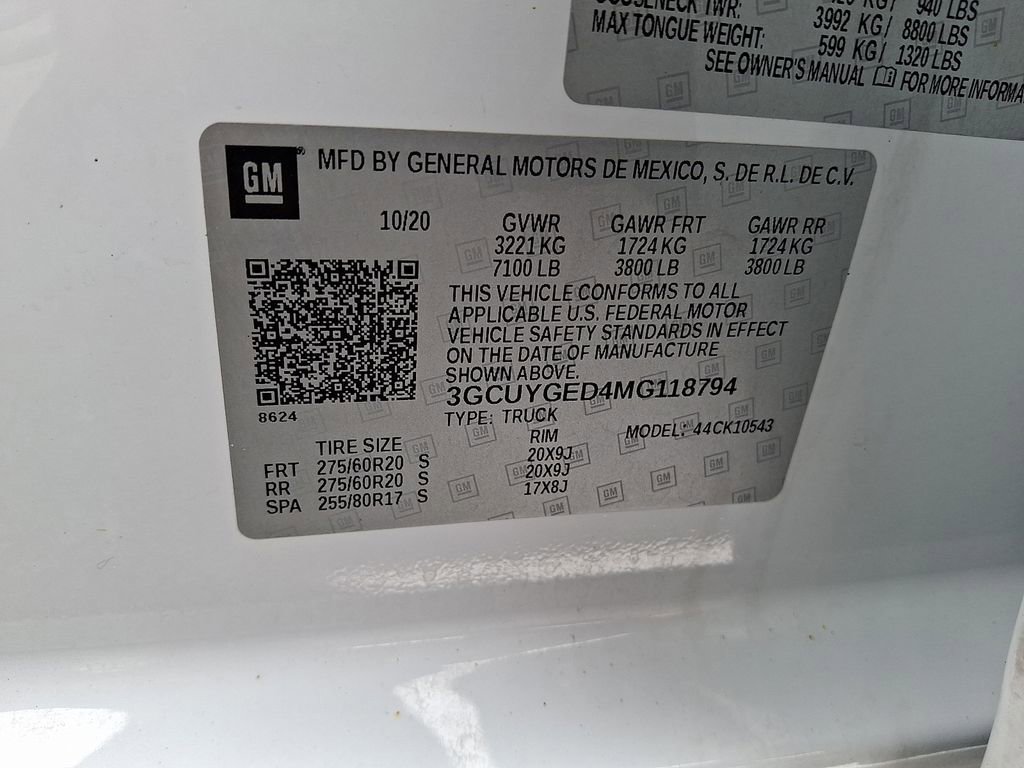 GOOSENECK TWR:
940 LBS
3992 KG/ 8800 LBS
MAX TONGUE WEIGHT:
599 KG/ 1320 LBS
SEE OWNER'S MANUAL FOR MORE
GM
MFD BY GENERAL MOTORS DE MEXICO, S. DE R.L. DE C.V.
10/20 GVWR GAWR FRT GAWR RR
3221 KG 1724 KG 1724 KG
7100 LB 3800 LB 3800 LB
THIS VEHICLE CONFORMS TO ALL
APPLICABLE U.S. FEDERAL MOTOR
VEHICLE SAFETY STANDARDS IN EFFECT
ON THE DATE OF MANUFACTURE
SHOWN ABOVE.
3GCUYGED4MG118794
8624
TYPE: TRUCK
MODEL: 44CK10543
TIRE SIZE RIM
FRT 275/60R20 S 20X9J
RR 275/60R20 S 20X9J
SPA 255/80R17 S 17X8J